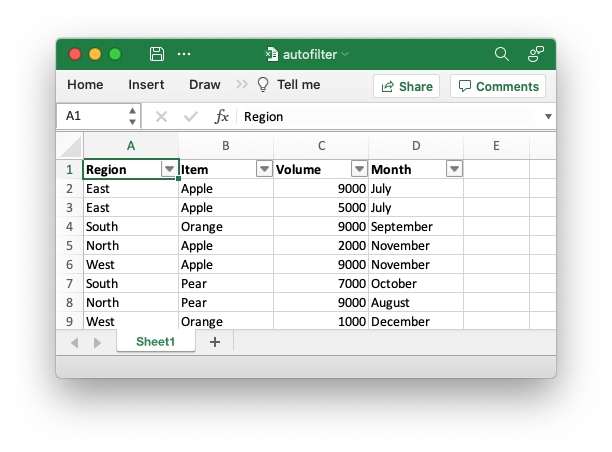 autofilter
Home Insert Draw Tell me Share Comments
A1 fx Region
A B C D E
1 Region Item Volume Month
2 East Apple 9000 July
3 East Apple 5000 July
4 South Orange 9000 September
5 North Apple 2000 November
6 West Apple 9000 November
7 South Pear 7000 October
8 North Pear 9000 August
9 West Orange 1000 December
Sheet1